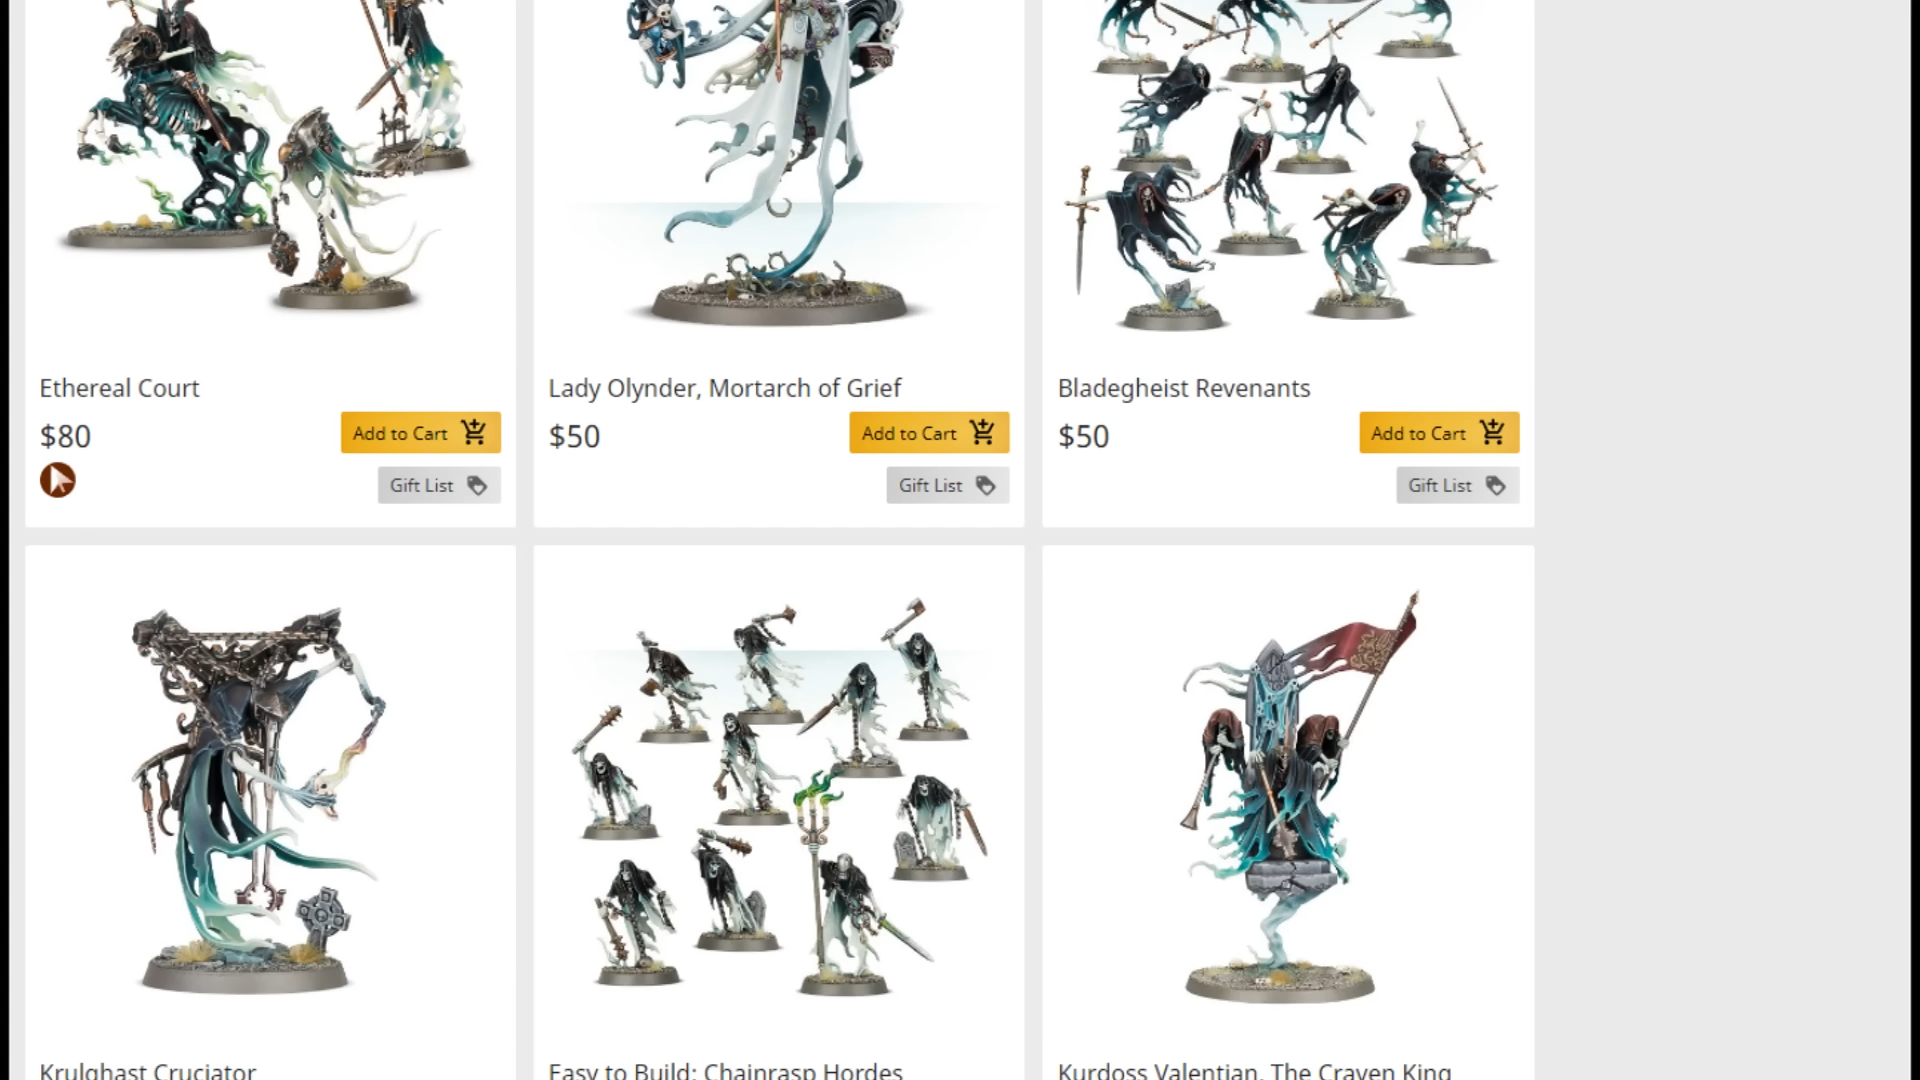 Ethereal Court
$80
Add to Cart
Gift List
Lady Olynder, Mortarch of Grief
$50
Add to Cart
Gift List
Bladegheist Revenants
$50
Add to Cart
Gift List
Krulghast Cruciator
Easy to Build: Chainrasp Hordes
Kurdoss Valentian, The Craven King